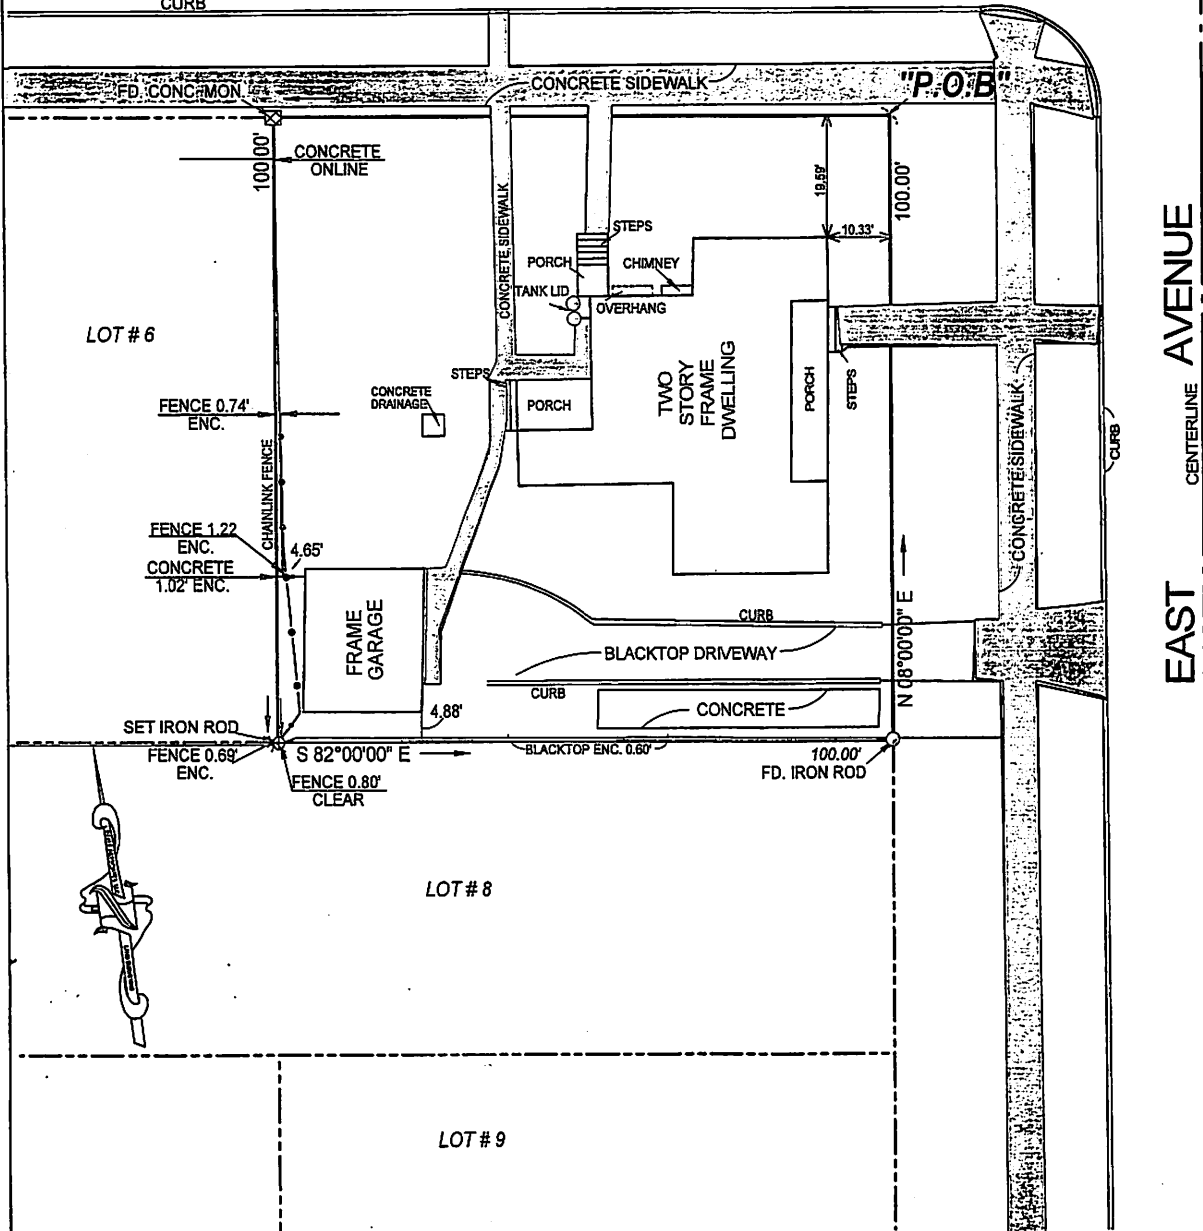 CURB
CONCRETE SIDEWALK
"P.O.B"
FD. CONC. MON.
100.00'
CONCRETE
ONLINE
CONCRETE SIDEWALK
19.59'
100.00'
10.33'
STEPS
PORCH
CHIMNEY
TANK LID
OVERHANG
LOT # 6
STEPS
CONCRETE
DRAINAGE
PORCH
TWO
STORY
FRAME
DWELLING
PORCH
STEPS
FENCE 0.74'
ENC.
CHAINLINK FENCE
CONCRETE SIDEWALK
CURB
CENTERLINE
EAST AVENUE
FENCE 1.22
ENC.
4.65'
CONCRETE
1.02' ENC.
FRAME
GARAGE
CURB
N 08°00'00" E
BLACKTOP DRIVEWAY
CURB
CONCRETE
4.88'
SET IRON ROD
FENCE 0.69'
ENC.
S 82°00'00" E
BLACKTOP ENC. 0.60'
100.00'
FD. IRON ROD
FENCE 0.80'
CLEAR
LOT # 8
LOT # 9